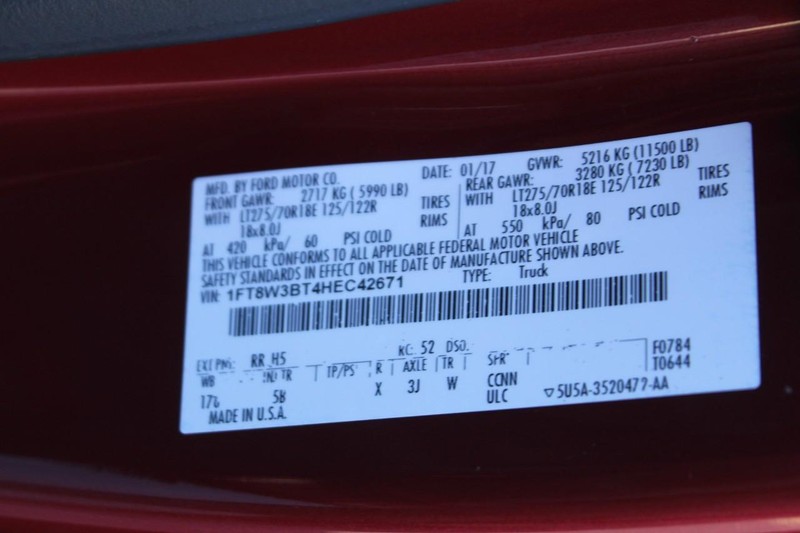 MFD. BY FORD MOTOR CO.
DATE: 01/17 GVWR: 5216 KG (11500 LB)
FRONT GAWR: 2717 KG (5990 LB)
WITH LT275/70R18E 125/122R TIRES
18x8.0J RIMS
AT 420 kPa/ 60 PSI COLD
REAR GAWR: 3280 KG (7230 LB)
WITH LT275/70R18E 125/122R TIRES
18x8.0J RIMS
AT 550 kPa/ 80 PSI COLD
THIS VEHICLE CONFORMS TO ALL APPLICABLE FEDERAL MOTOR VEHICLE
SAFETY STANDARDS IN EFFECT ON THE DATE OF MANUFACTURE SHOWN ABOVE.
VIN: 1FT8W3BT4HEC42671 TYPE: Truck
F0784
T0644
EXT PNT: RR H5 RC: 52 DSO:
WB INT TR TP/PS R AXLE TR SPR
176 5B X 3J W CCNN
ULC
MADE IN U.S.A. 5U5A-3520472-AA